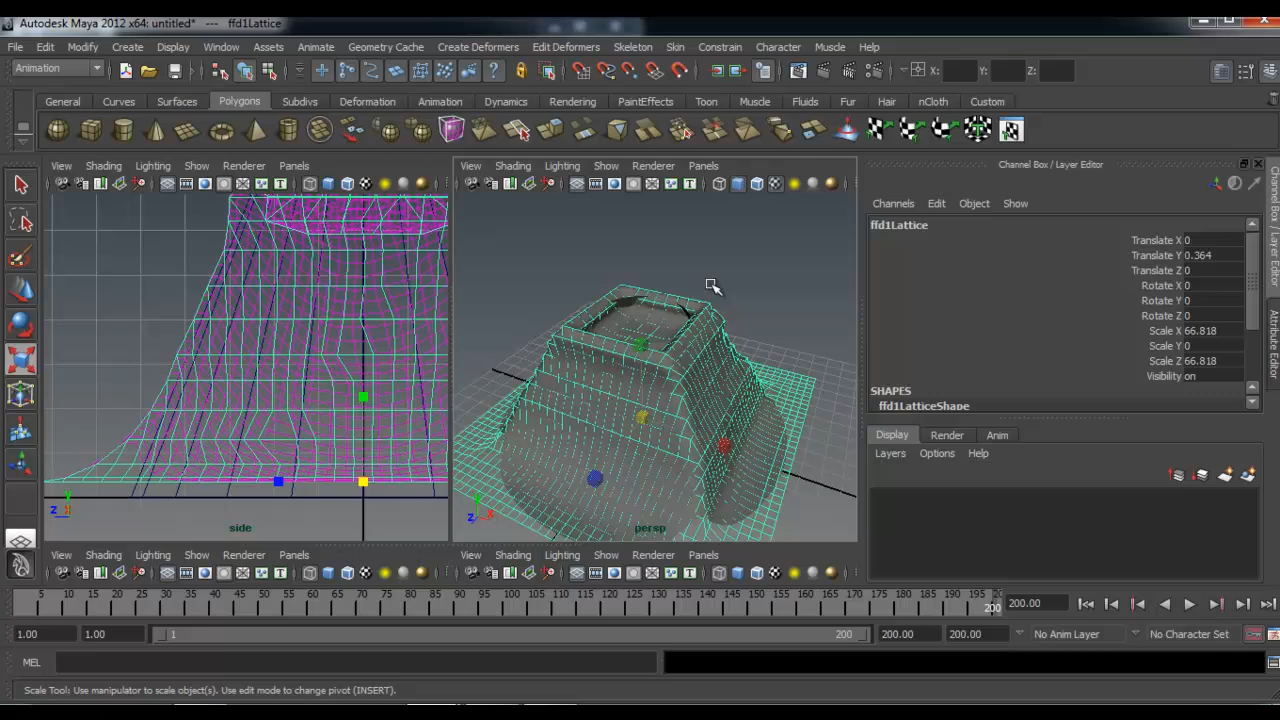 Autodesk Maya 2012 x64: untitled* --- ffd1Lattice
File Edit Modify Create Display Window Assets Animate Geometry Cache Create Deformers Edit Deformers Skeleton Skin Constrain Character Muscle Help
Animation X: Y: Z:
General Curves Surfaces Polygons Subdivs Deformation Animation Dynamics Rendering PaintEffects Toon Muscle Fluids Fur Hair nCloth Custom
View Shading Lighting Show Renderer Panels
View Shading Lighting Show Renderer Panels
Channel Box / Layer Editor
Channels Edit Object Show
ffd1Lattice
Translate X 0
Translate Y 0.364
Translate Z 0
Rotate X 0
Rotate Y 0
Rotate Z 0
Scale X 66.818
Scale Y 0
Scale Z 66.818
Visibility on
SHAPES
ffd1LatticeShape
Channel Box / Layer Editor
Attribute Editor
Display Render Anim
Layers Options Help
y
z x
side
y
z x
persp
View Shading Lighting Show Renderer Panels
View Shading Lighting Show Renderer Panels
5 10 15 20 25 30 35 40 45 50 55 60 65 70 75 80 85 90 95 100 105 110 115 120 125 130 135 140 145 150 155 160 165 170 175 180 185 190 195 200
200 200.00
1.00 1.00 1 200 200.00 200.00 No Anim Layer No Character Set
MEL
Scale Tool: Use manipulator to scale object(s). Use edit mode to change pivot (INSERT).